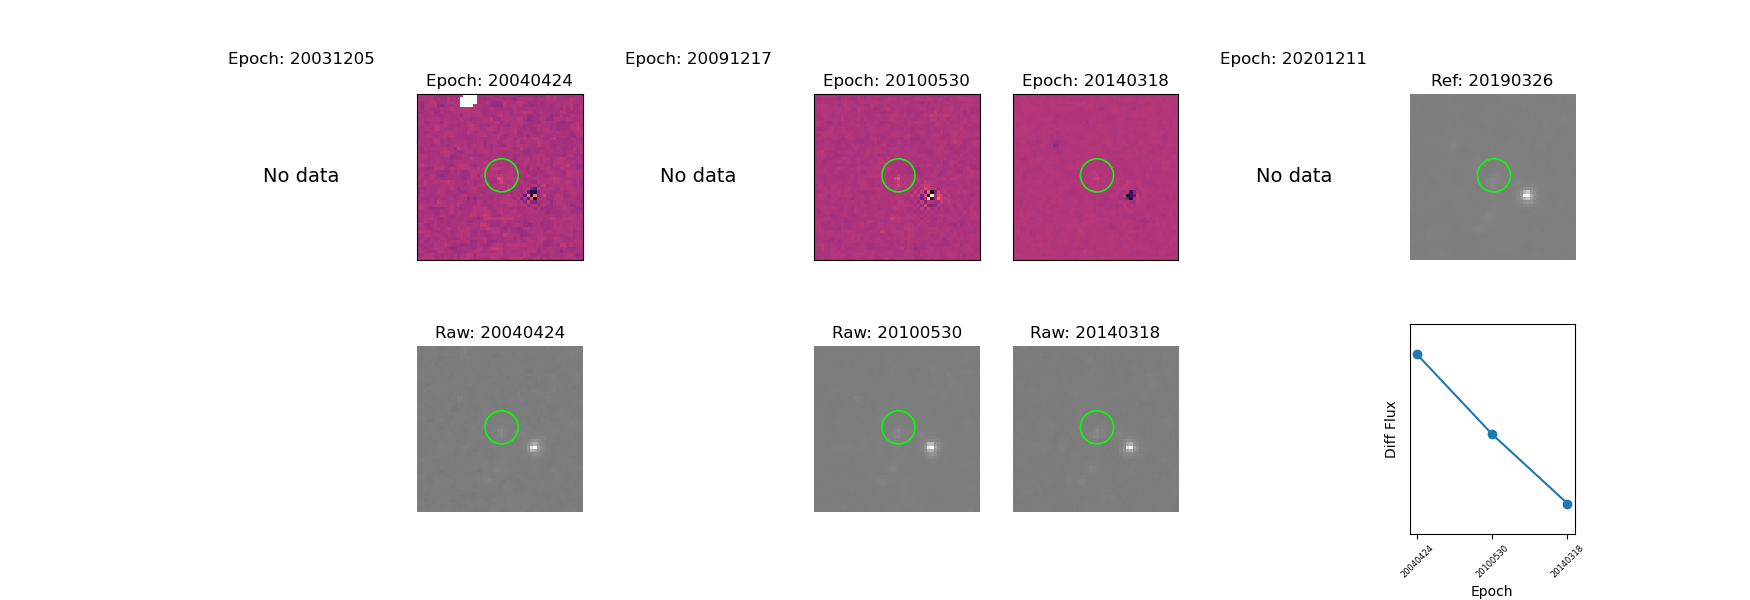 Epoch: 20031205
No data
Epoch: 20040424
Epoch: 20091217
No data
Epoch: 20100530
Epoch: 20140318
Epoch: 20201211
No data
Ref: 20190326
Raw: 20040424
Raw: 20100530
Raw: 20140318
Diff Flux
20040424
20100530
20140318
Epoch